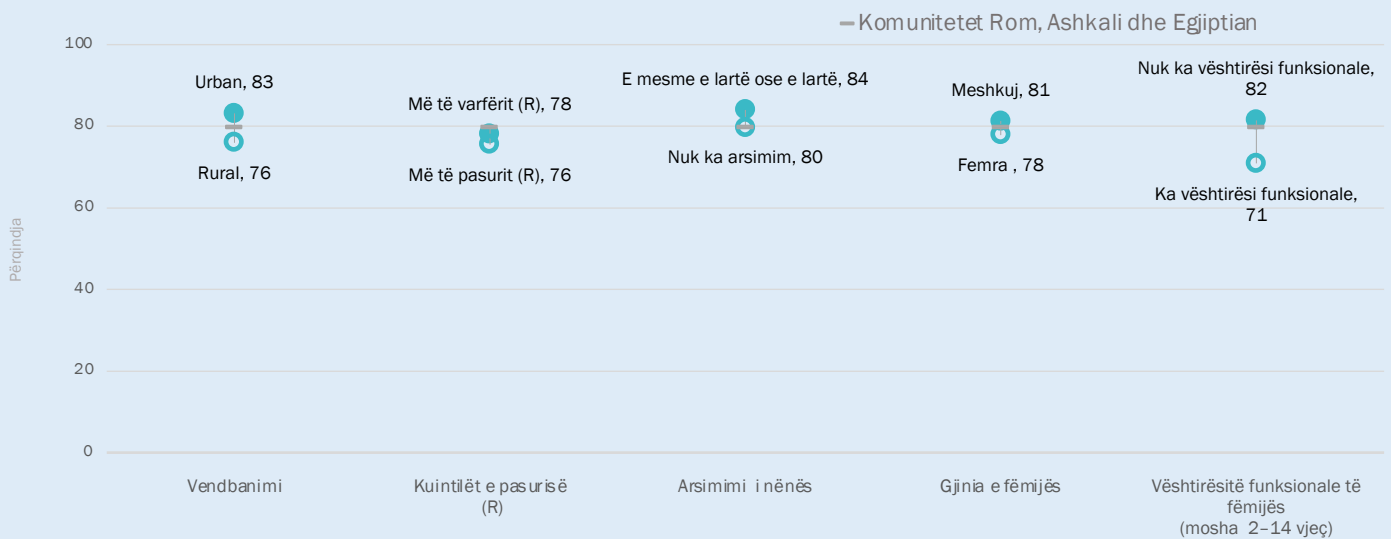 Komunitetet Rom, Ashkali dhe Egjiptian
100
80
60
40
20
0
Përqindja
Urban, 83
Rural, 76
Më të varfërit (R), 78
Më të pasurit (R), 76
E mesme e lartë ose e lartë, 84
Nuk ka arsimim, 80
Meshkuj, 81
Femra , 78
Nuk ka vështirësi funksionale,
82
Ka vështirësi funksionale,
71
Vendbanimi
Kuintilët e pasurisë
(R)
Arsimimi i nënës
Gjinia e fëmijës
Vështirësitë funksionale të
fëmijës
(mosha 2–14 vjeç)